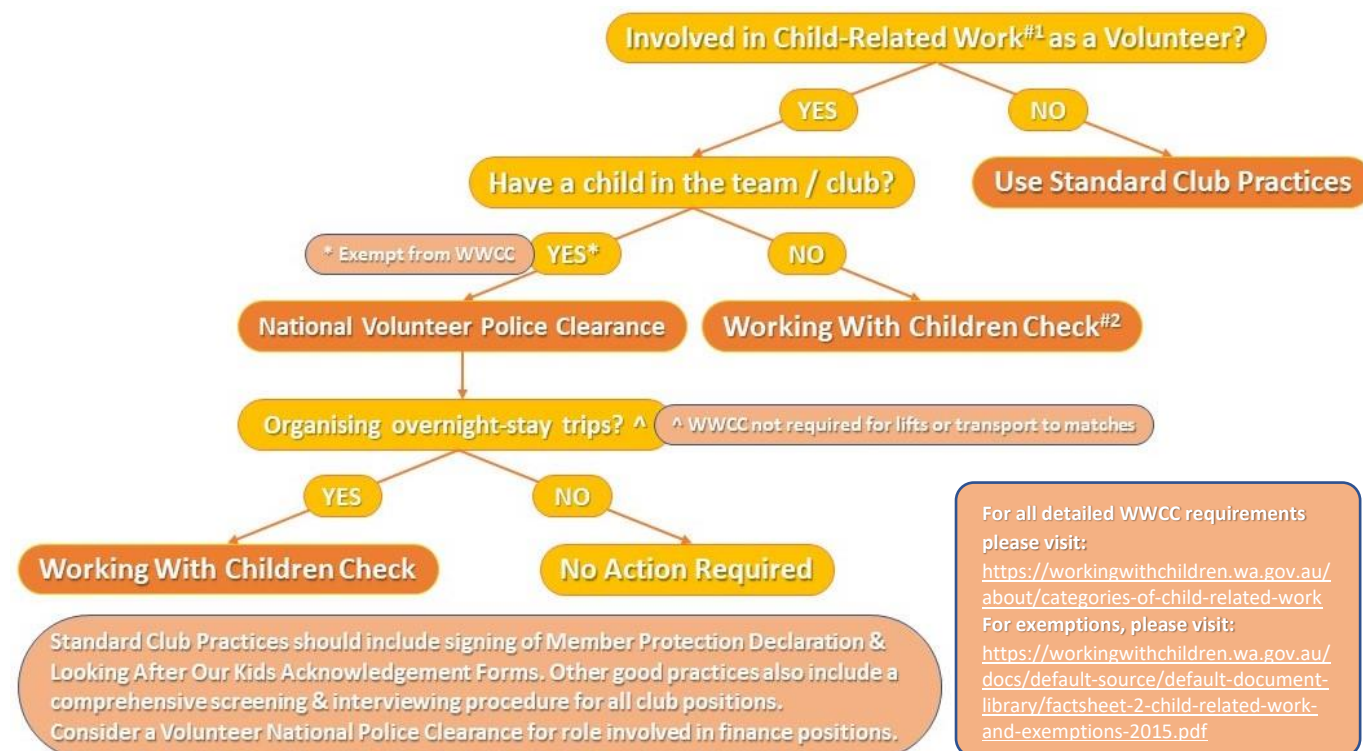 Involved in Child-Related Work#1 as a Volunteer?
YES
NO
Have a child in the team / club?
Use Standard Club Practices
* Exempt from WWCC
YES*
NO
National Volunteer Police Clearance
Working With Children Check#2
Organising overnight-stay trips? ^
^ WWCC not required for lifts or transport to matches
YES
NO
Working With Children Check
No Action Required
Standard Club Practices should include signing of Member Protection Declaration &
Looking After Our Kids Acknowledgement Forms. Other good practices also include a
comprehensive screening & interviewing procedure for all club positions.
Consider a Volunteer National Police Clearance for role involved in finance positions.
For all detailed WWCC requirements
please visit:
https://workingwithchildren.wa.gov.au/
about/categories-of-child-related-work
For exemptions, please visit:
https://workingwithchildren.wa.gov.au/
docs/default-source/default-document-
library/factsheet-2-child-related-work-
and-exemptions-2015.pdf